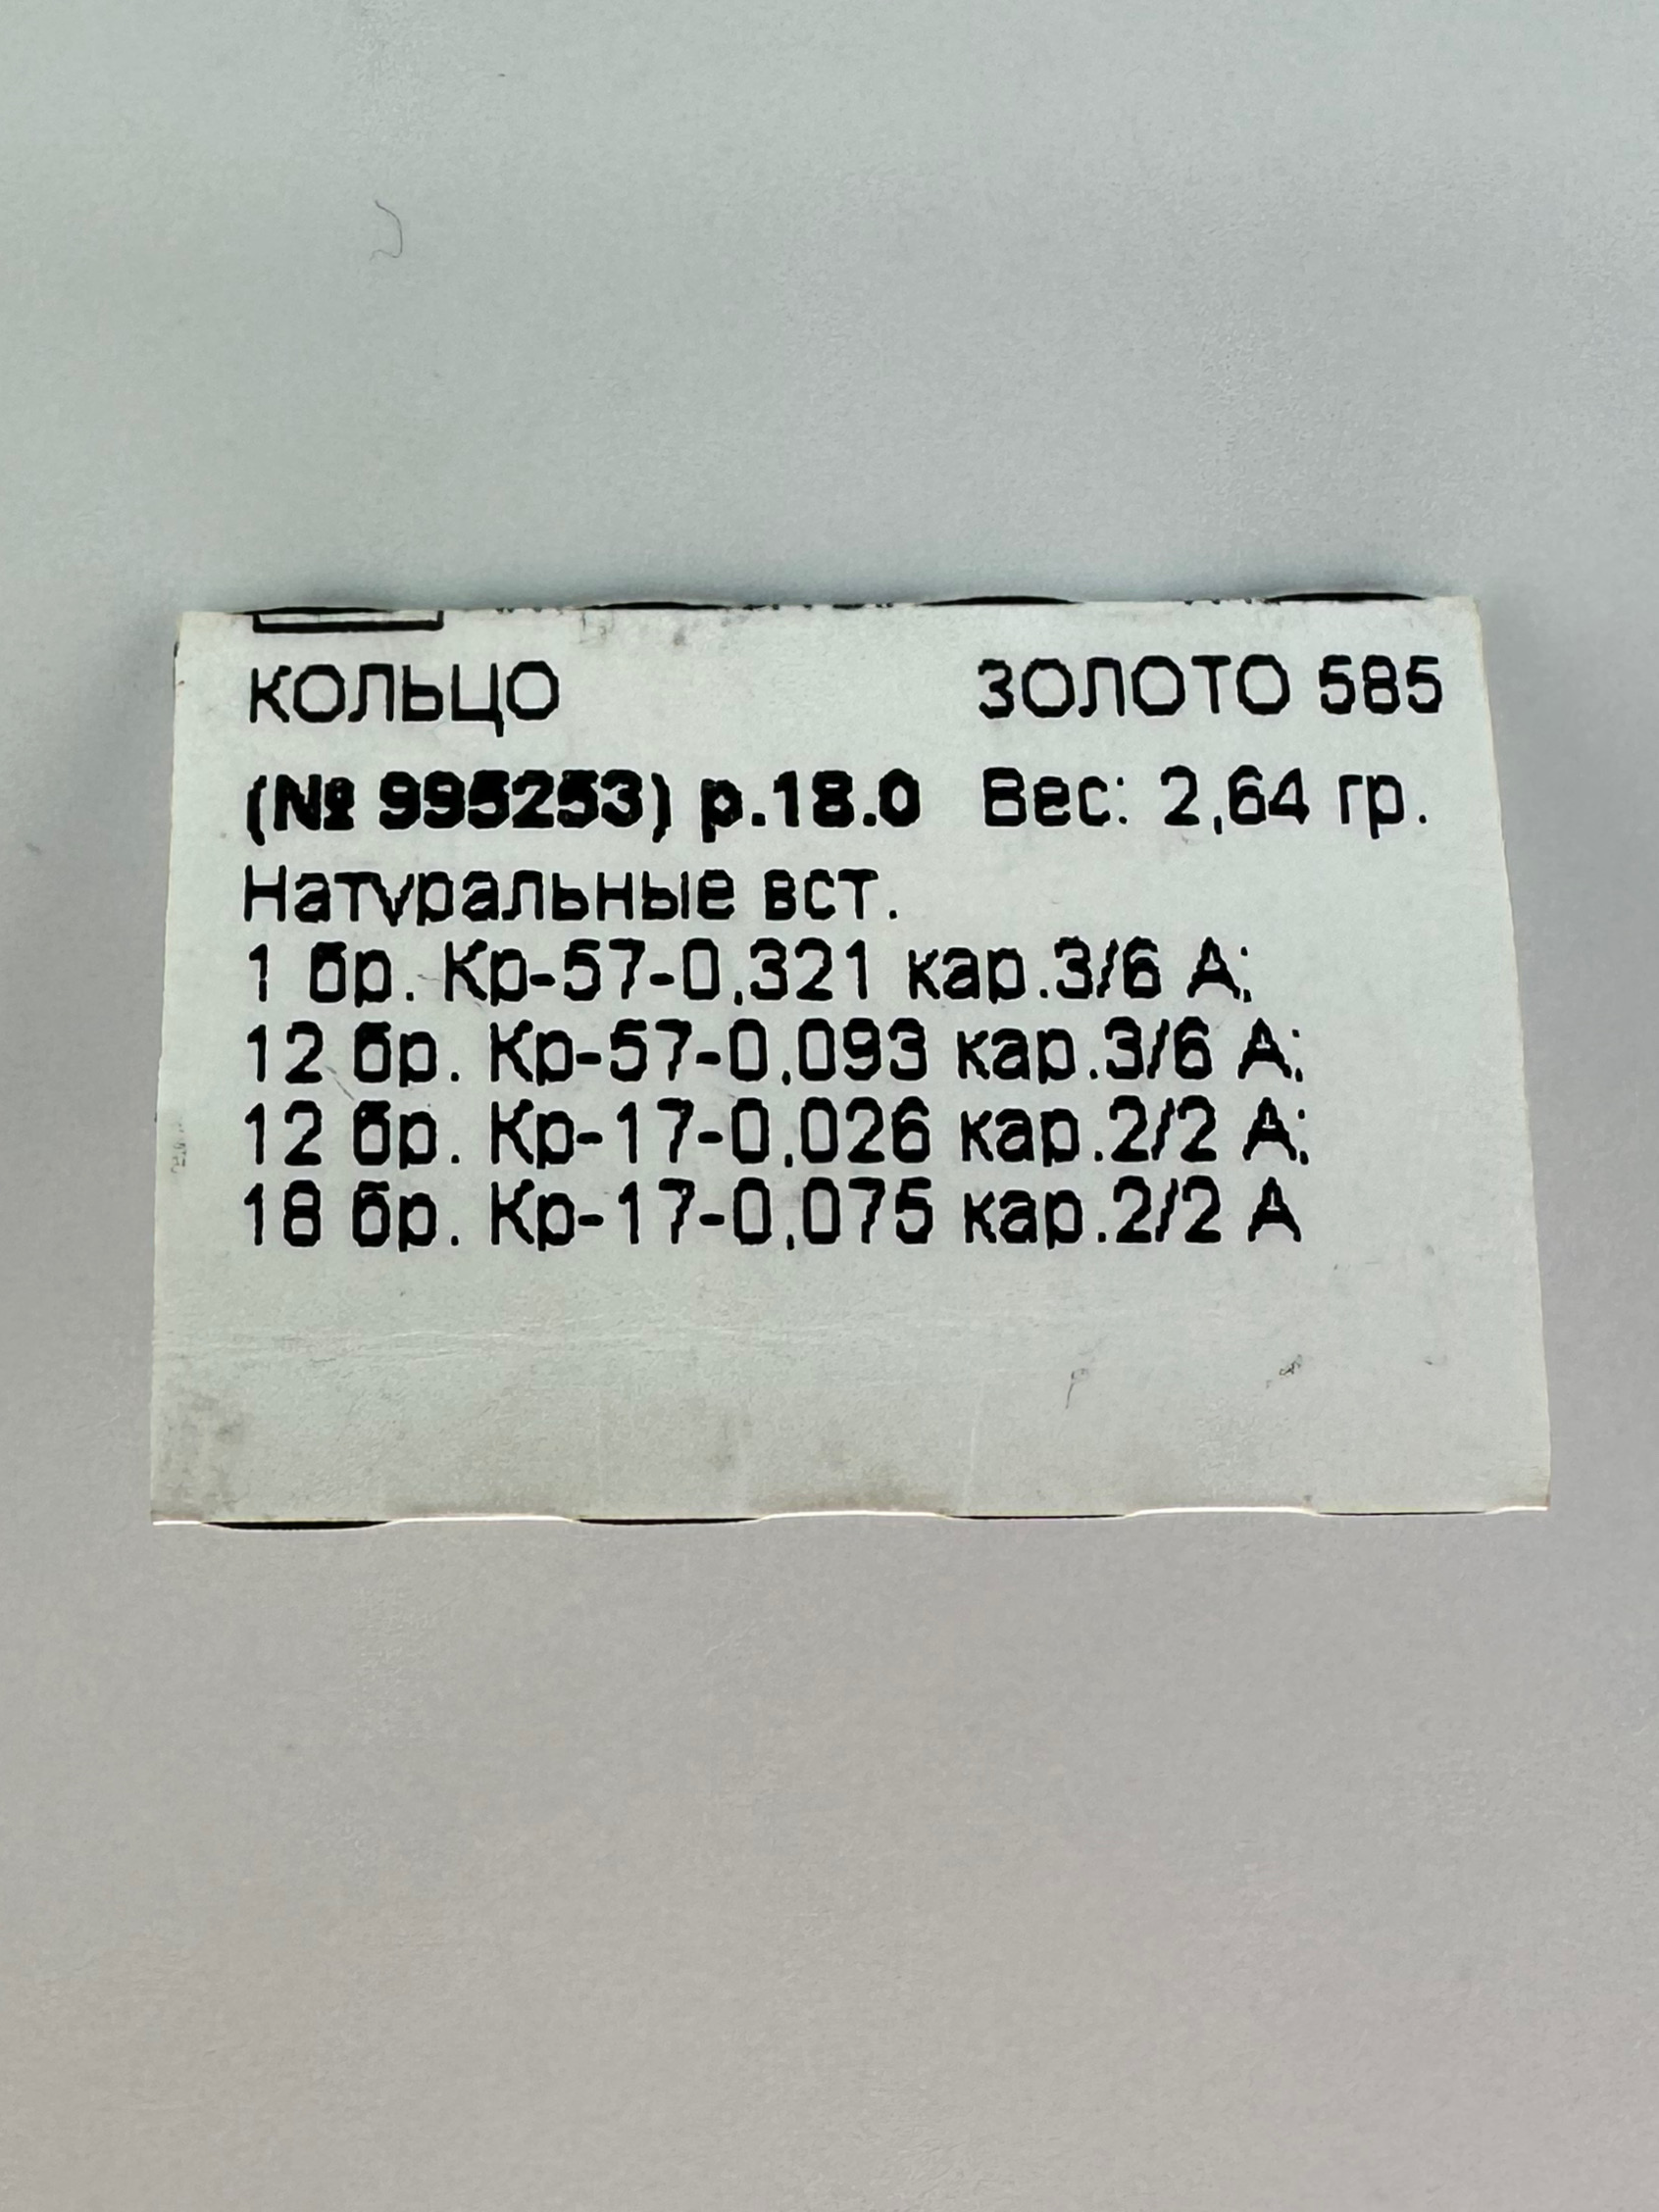 КОЛЬЦО ЗОЛОТО 585
(№ 995253) р.18.0 Вес: 2,64 гр.
Натуральные вст.
1 бр. Кр-57-0,321 кар.3/6 А;
12 бр. Кр-57-0,093 кар.3/6 А;
12 бр. Кр-17-0,026 кар.2/2 А;
18 бр. Кр-17-0,075 кар.2/2 А